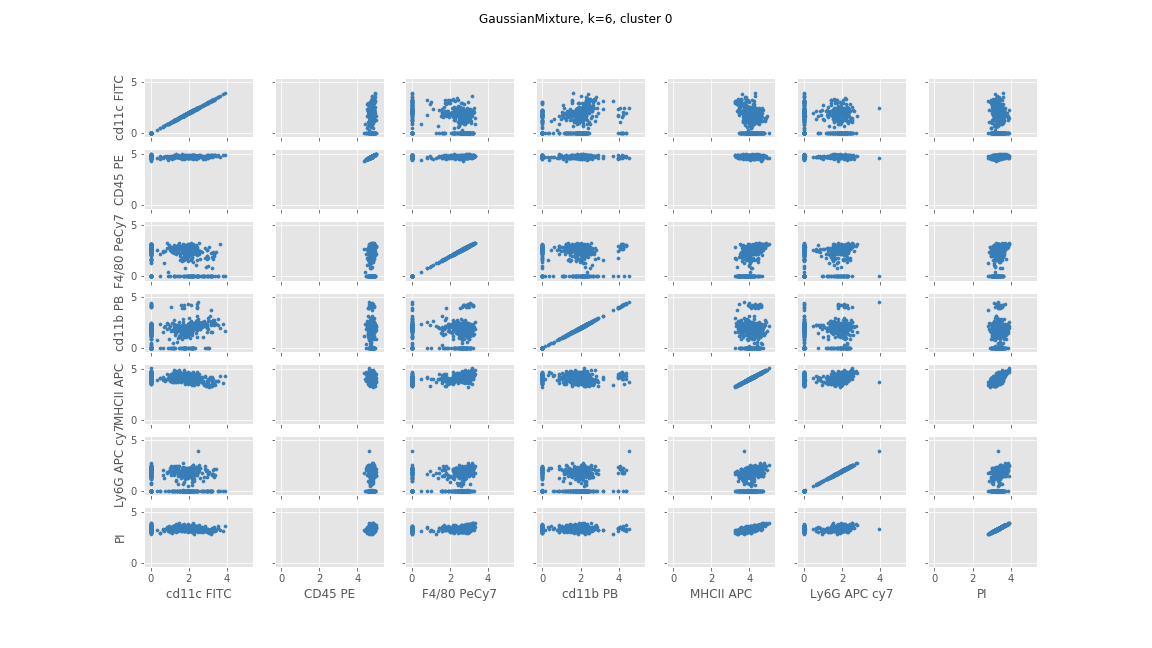 GaussianMixture, k=6, cluster 0
cd11c FITC
5
0
CD45 PE
5
0
F4/80 PeCy7
5
0
cd11b PB
5
0
MHCII APC
5
0
Ly6G APC cy7
5
0
PI
5
0
0 2 4 0 2 4 0 2 4 0 2 4 0 2 4 0 2 4 0 2 4
cd11c FITC CD45 PE F4/80 PeCy7 cd11b PB MHCII APC Ly6G APC cy7 PI